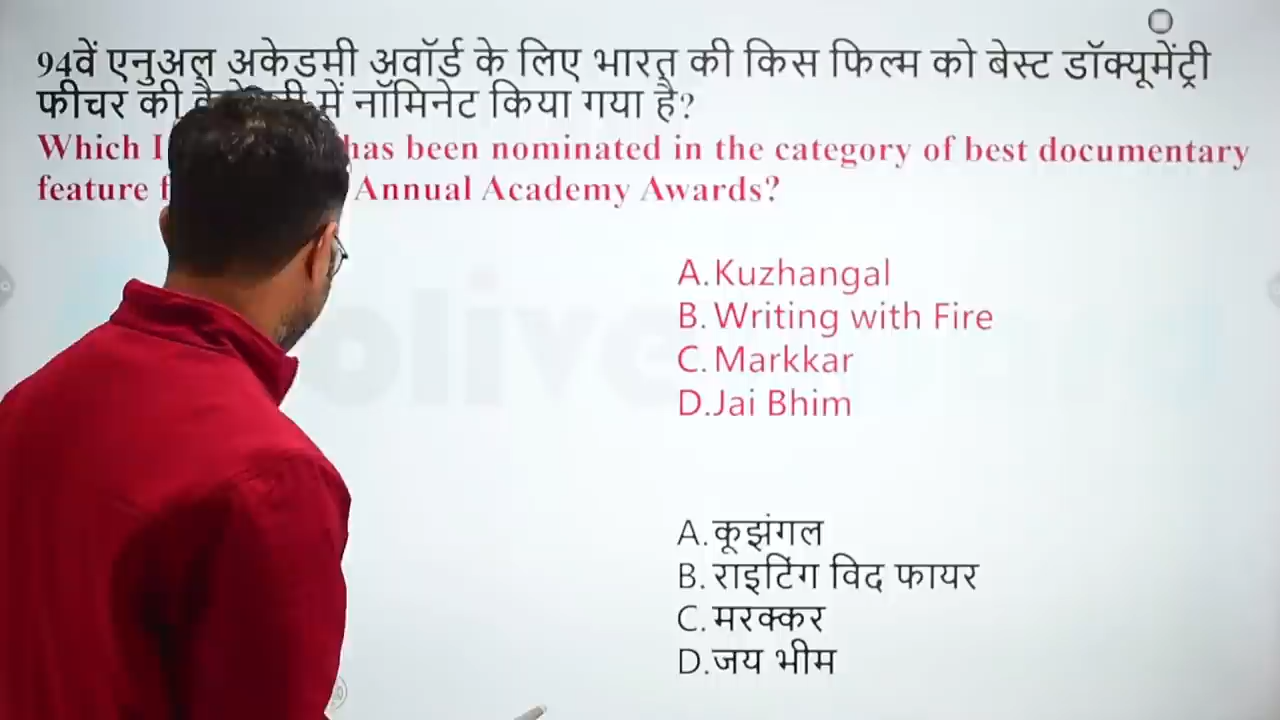 94वें एनुअल अकेडमी अवॉर्ड के लिए भारत की किस फिल्म को बेस्ट डॉक्यूमेंट्री
फीचर की में नॉमिनेट किया गया है?
Which has been nominated in the category of best documentary
feature Annual Academy Awards?
A. Kuzhangal
B. Writing with Fire
C. Markkar
D. Jai Bhim
A. कूझंगल
B. राइटिंग विद फायर
C. मरक्कर
D. जय भीम